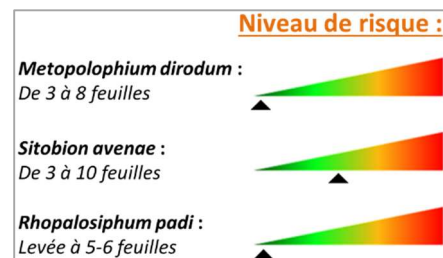 Niveau de risque :
Metopolophium dirodum :
De 3 à 8 feuilles
Sitobion avenae :
De 3 à 10 feuilles
Rhopalosiphum padi :
Levée à 5-6 feuilles